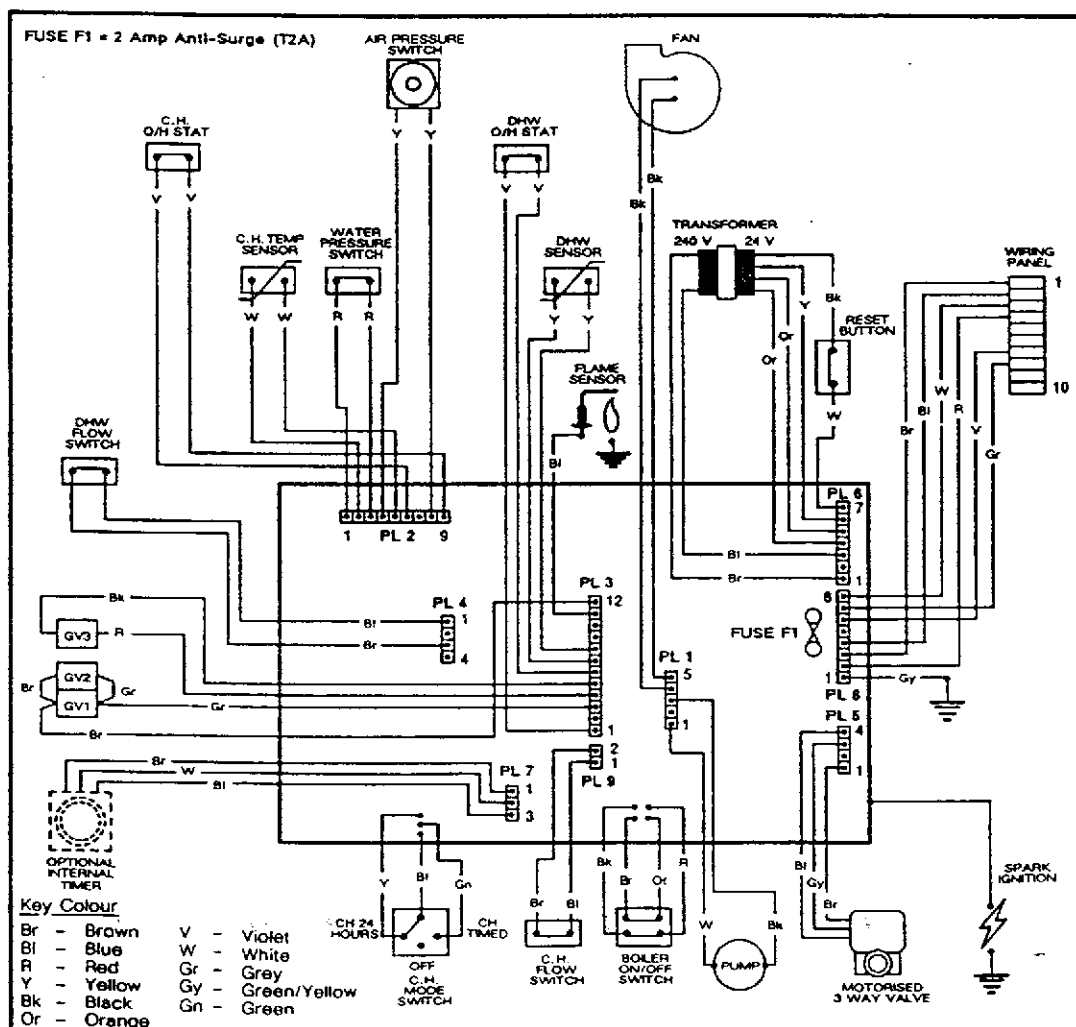 FUSE F1 = 2 Amp Anti-Surge (T2A)
AIR PRESSURE
SWITCH
FAN
C.H.
O/H STAT
DHW
O/H STAT
Y
Y
V
V
V
V
Bk
Bk
C.H. TEMP
SENSOR
WATER
PRESSURE
SWITCH
DHW
SENSOR
TRANSFORMER
240 V
24 V
WIRING
PANEL
1
10
W
W
R
R
Y
Y
Y
Or
Or
Bk
RESET
BUTTON
W
FLAME
SENSOR
Bl
DHW
FLOW
SWITCH
Br
Bl
W
R
V
Gr
1
PL 2
9
PL 6
7
Bl
Br
1
Bk
GV3
R
GV2
GV1
Br
Gr
Gr
Br
PL 4
1
Bl
Br
4
PL 3
12
1
6
FUSE F1
1
PL 8
Gy
PL 1
5
1
PL 5
4
1
2
1
PL 9
Br
W
Bl
PL 7
1
3
OPTIONAL
INTERNAL
TIMER
Y
Bl
Gn
CH 24
HOURS
CH
TIMED
OFF
C.H.
MODE
SWITCH
Br
Bl
C.H.
FLOW
SWITCH
Bk
Br
Or
R
BOILER
ON/OFF
SWITCH
W
Bk
PUMP
Bl
Gy
Br
MOTORISED
3 WAY VALVE
SPARK
IGNITION
Key Colour
Br - Brown
Bl - Blue
R - Red
Y - Yellow
Bk - Black
Or - Orange
V - Violet
W - White
Gr - Grey
Gy - Green/Yellow
Gn - Green